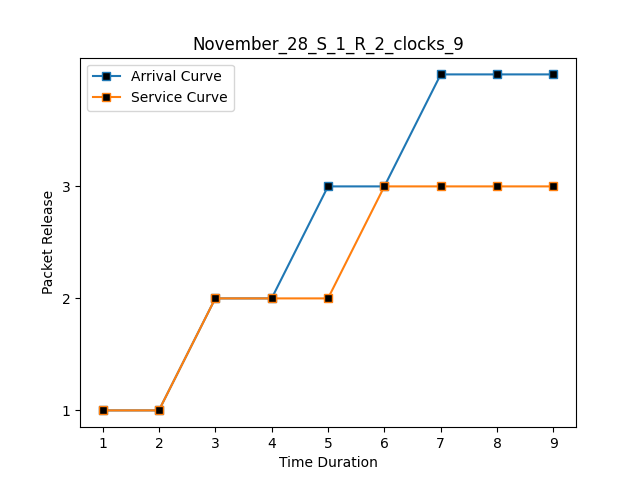 November_28_S_1_R_2_clocks_9
Arrival Curve
Service Curve
Packet Release
3
2
1
1 2 3 4 5 6 7 8 9
Time Duration